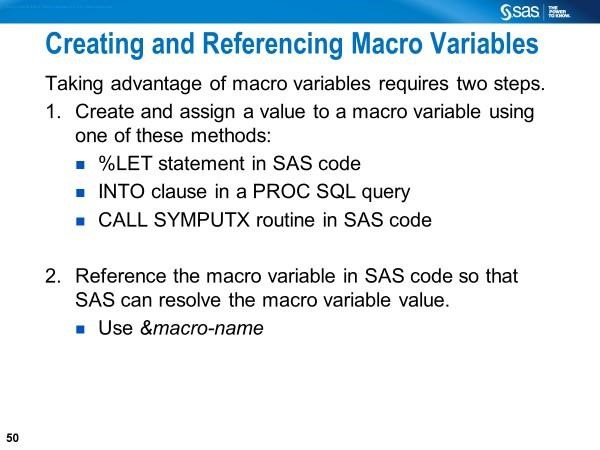 sas THE POWER TO KNOW.
Creating and Referencing Macro Variables
Taking advantage of macro variables requires two steps.
1. Create and assign a value to a macro variable using
one of these methods:
%LET statement in SAS code
INTO clause in a PROC SQL query
CALL SYMPUTX routine in SAS code
2. Reference the macro variable in SAS code so that
SAS can resolve the macro variable value.
Use &macro-name
50